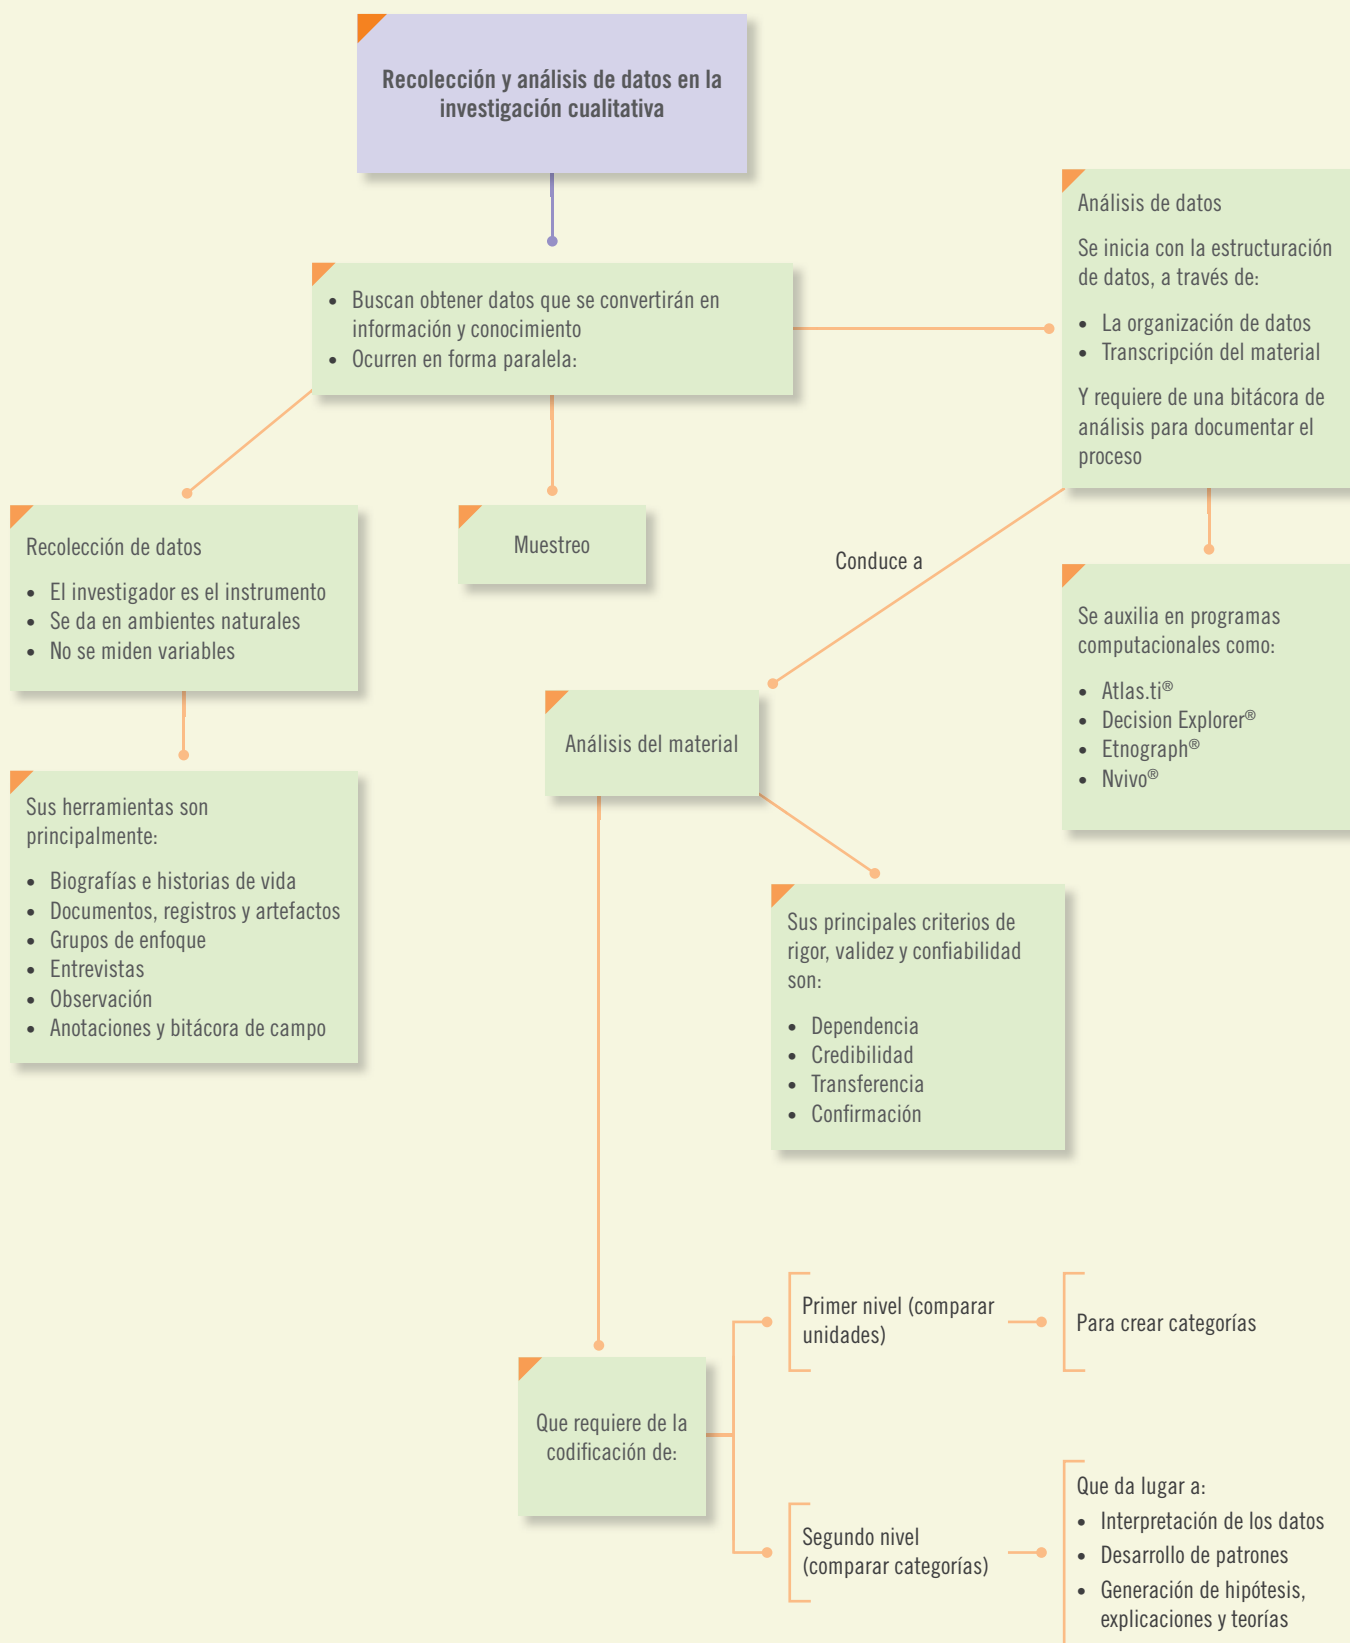 Recolección y análisis de datos en la
investigación cualitativa
• Buscan obtener datos que se convertirán en
información y conocimiento
• Ocurren en forma paralela:
Análisis de datos
Se inicia con la estructuración
de datos, a través de:
• La organización de datos
• Transcripción del material
Y requiere de una bitácora de
análisis para documentar el
proceso
Recolección de datos
• El investigador es el instrumento
• Se da en ambientes naturales
• No se miden variables
Muestreo
Conduce a
Se auxilia en programas
computacionales como:
• Atlas.ti®
• Decision Explorer®
• Etnograph®
• Nvivo®
Análisis del material
Sus herramientas son
principalmente:
• Biografías e historias de vida
• Documentos, registros y artefactos
• Grupos de enfoque
• Entrevistas
• Observación
• Anotaciones y bitácora de campo
Sus principales criterios de
rigor, validez y confiabilidad
son:
• Dependencia
• Credibilidad
• Transferencia
• Confirmación
Que requiere de la
codificación de:
Primer nivel (comparar
unidades)
Para crear categorías
Segundo nivel
(comparar categorías)
Que da lugar a:
• Interpretación de los datos
• Desarrollo de patrones
• Generación de hipótesis,
explicaciones y teorías